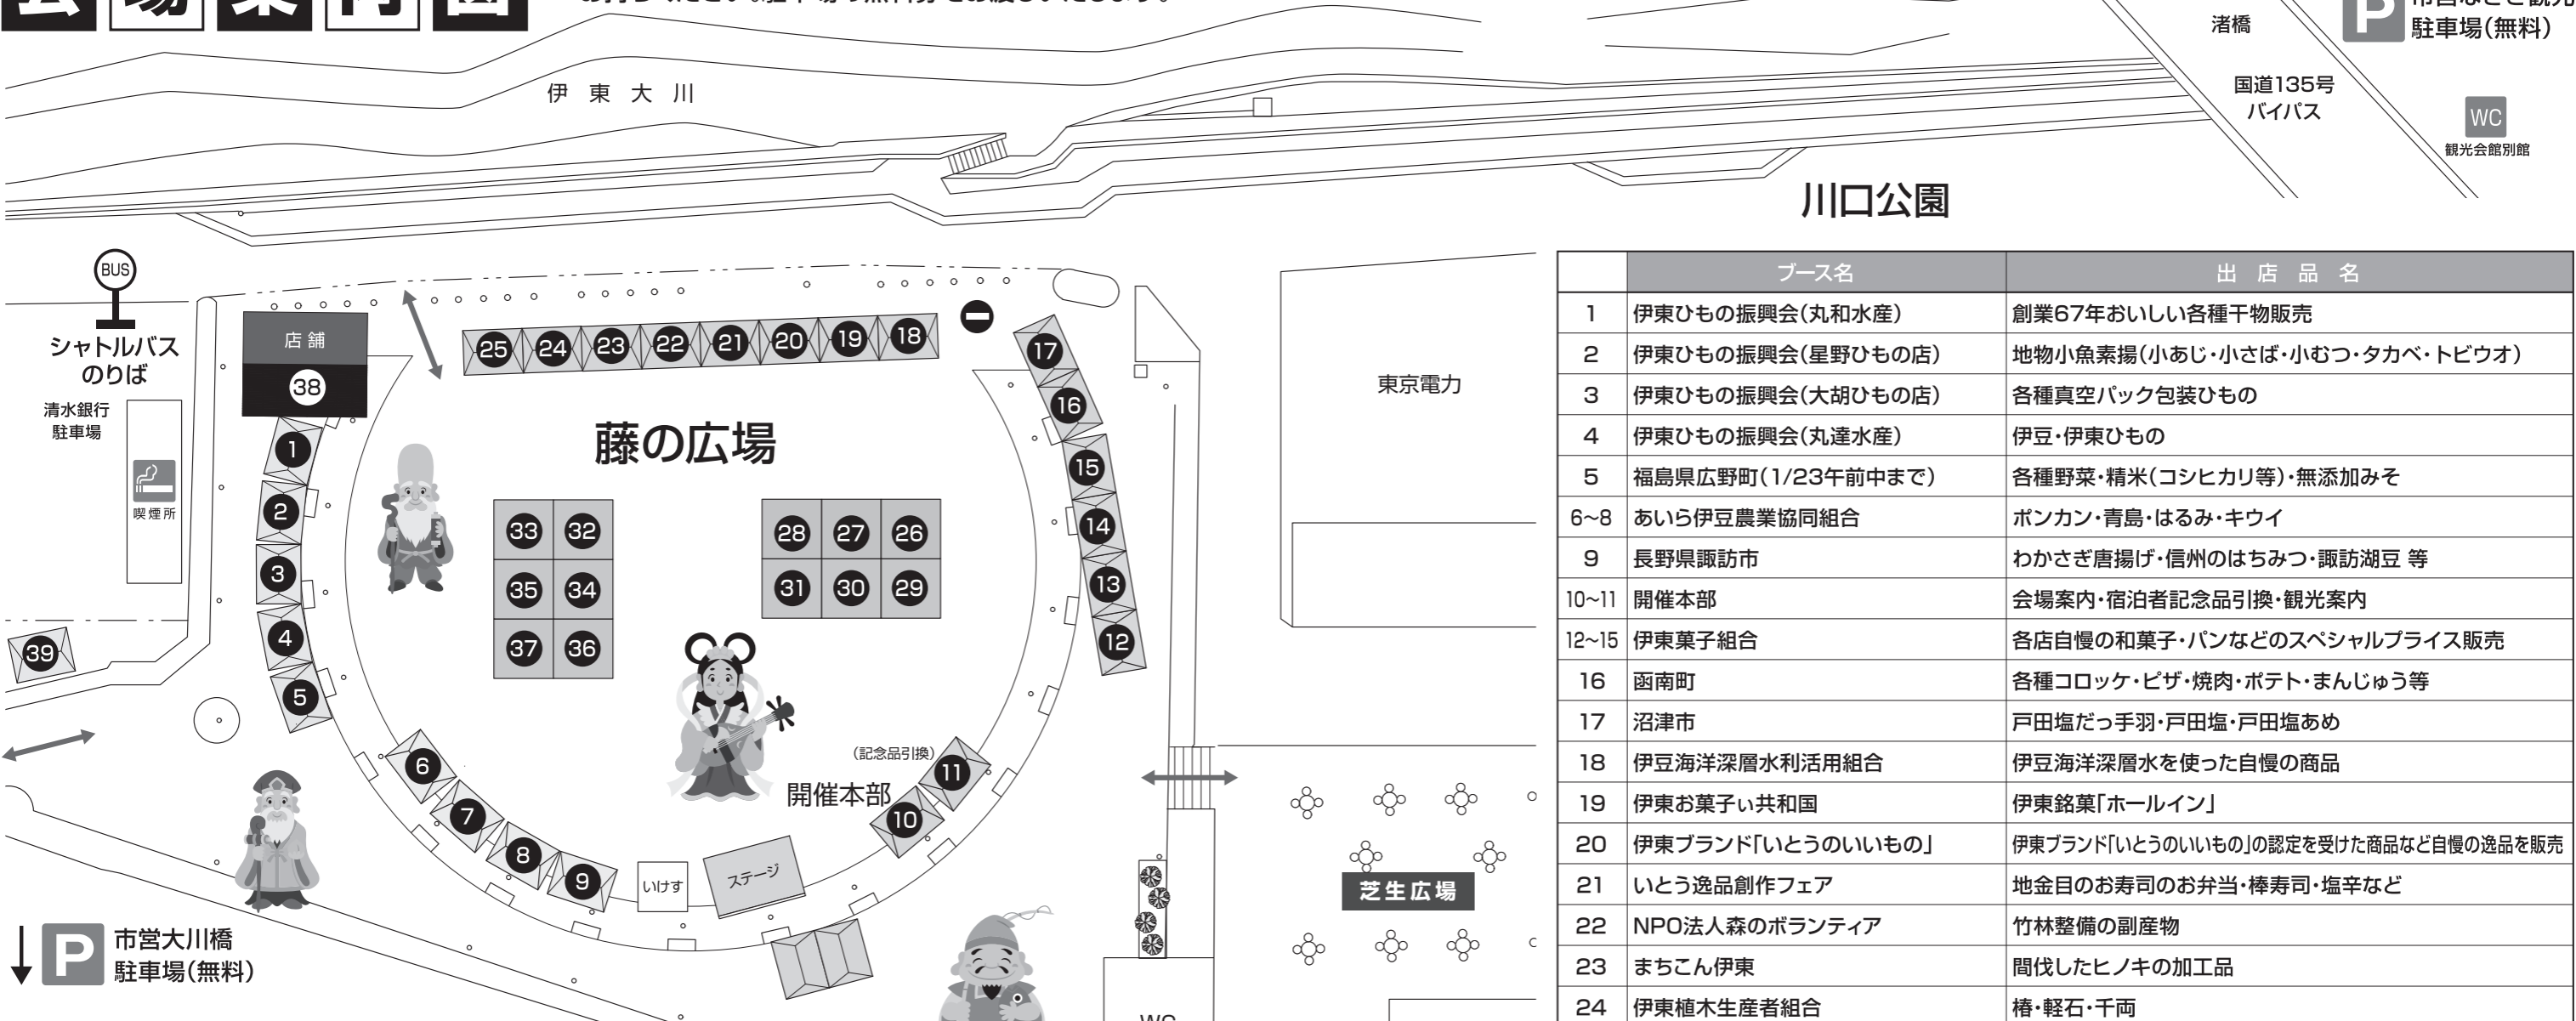 会場案内図
P
駐車場(無料)
渚橋
国道135号
バイパス
WC
観光会館別館
伊東大川
川口公園
BUS
シャトルバス
のりば
清水銀行
駐車場
喫煙所
店舗
38
25 24 23 22 21 20 19 18
17
16
15
14
13
12
1
2
3
4
5
39
藤の広場
33 32
35 34
37 36
28 27 26
31 30 29
6
7
8
9
(記念品引換)
開催本部
11
10
いけす
ステージ
東京電力
芝生広場
WC
P
市営大川橋
駐車場(無料)
ブース名 出店品名
1 伊東ひもの振興会(丸和水産) 創業67年おいしい各種干物販売
2 伊東ひもの振興会(星野ひもの店) 地物小魚素揚(小あじ・小さば・小むつ・タカベ・トビウオ)
3 伊東ひもの振興会(大胡ひもの店) 各種真空パック包装ひもの
4 伊東ひもの振興会(丸達水産) 伊豆・伊東ひもの
5 福島県広野町(1/23午前中まで) 各種野菜・精米(コシヒカリ等)・無添加みそ
6~8 あいら伊豆農業協同組合 ポンカン・青島・はるみ・キウイ
9 長野県諏訪市 わかさぎ唐揚げ・信州のはちみつ・諏訪湖豆 等
10~11 開催本部 会場案内・宿泊者記念品引換・観光案内
12~15 伊東菓子組合 各店自慢の和菓子・パンなどのスペシャルプライス販売
16 函南町 各種コロッケ・ピザ・焼肉・ポテト・まんじゅう等
17 沼津市 戸田塩だっ手羽・戸田塩・戸田塩あめ
18 伊豆海洋深層水利活用組合 伊豆海洋深層水を使った自慢の商品
19 伊東お菓子ぃ共和国 伊東銘菓「ホールイン」
20 伊東ブランド「いとうのいいもの」 伊東ブランド「いとうのいいもの」の認定を受けた商品など自慢の逸品を販売
21 いとう逸品創作フェア 地金目のお寿司のお弁当・棒寿司・塩辛など
22 NPO法人森のボランティア 竹林整備の副産物
23 まちこん伊東 間伐したヒノキの加工品
24 伊東植木生産者組合 椿・軽石・千両